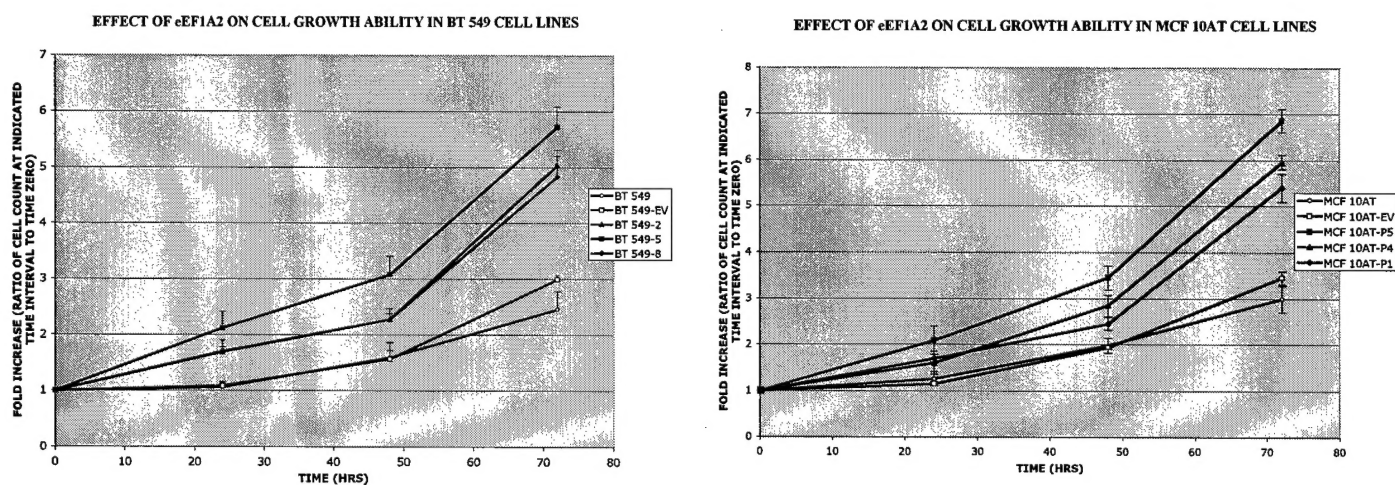 EFFECT OF eEF1A2 ON CELL GROWTH ABILITY IN BT 549 CELL LINES
FOLD INCREASE (RATIO OF CELL COUNT AT INDICATED
TIME INTERVAL TO TIME ZERO)
7
6
5
4
3
2
1
0
0 10 20 30 40 50 60 70 80
TIME (HRS)
BT 549
BT 549-EV
BT 549-2
BT 549-5
BT 549-8
EFFECT OF eEF1A2 ON CELL GROWTH ABILITY IN MCF 10AT CELL LINES
FOLD INCREASE (RATIO OF CELL COUNT AT INDICATED
TIME INTERVAL TO TIME ZERO)
8
7
6
5
4
3
2
1
0
0 10 20 30 40 50 60 70 80
TIME (HRS)
MCF 10AT
MCF 10AT-EV
MCF 10AT-P5
MCF 10AT-P4
MCF 10AT-P1